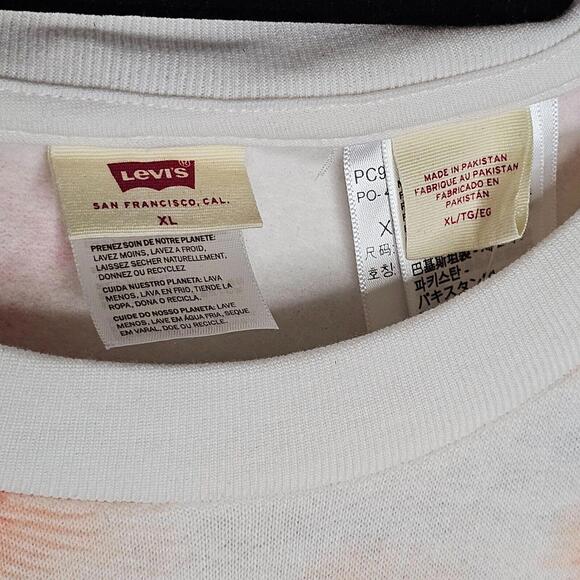 Levi's®
SAN FRANCISCO, CAL.
XL
PRENEZ SOIN DE NOTRE PLANÈTE:
LAVEZ MOINS, LAVEZ À FROID,
LAISSEZ SÉCHER NATURELLEMENT,
DONNEZ OU RECYCLEZ
CUIDA NUESTRO PLANETA: LAVA
MENOS, LAVA EN FRÍO, TIENDE LA
ROPA, DONA O RECICLA.
CUIDE DO NOSSO PLANETA: LAVE
MENOS, LAVE EM ÁGUA FRIA, SEQUE
EM VARAL, DOE OU RECICLE.
PC9
PO-
X
尺码
호칭
MADE IN PAKISTAN
FABRIQUE AU PAKISTAN
FABRICADO EN
PAKISTÁN
XL/TG/EG
巴基斯坦製
파키스탄
パキスタン